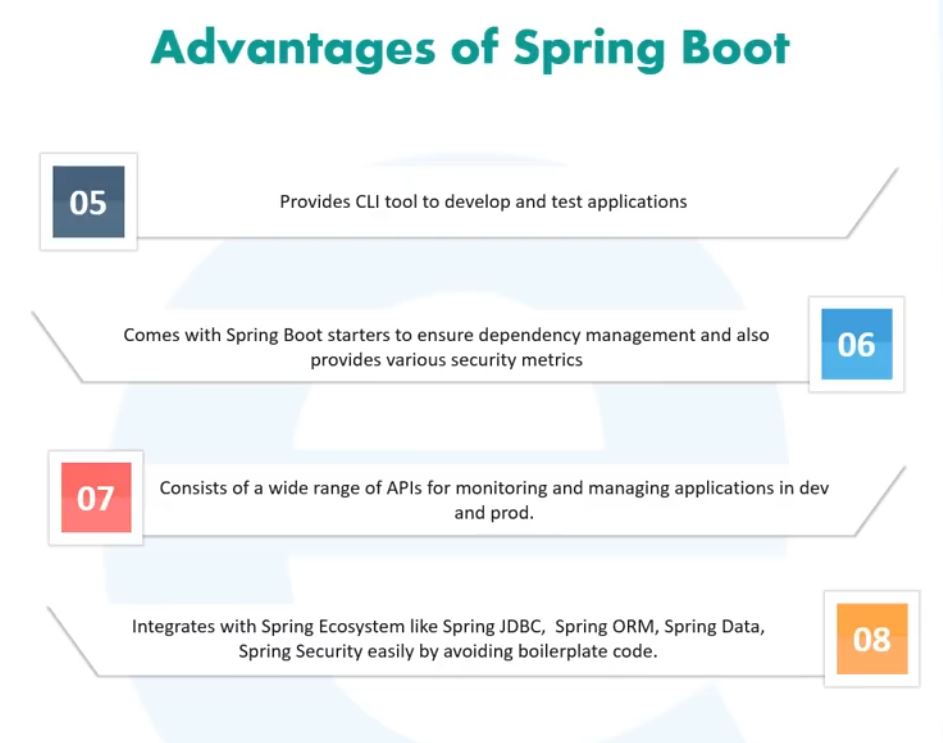 Advantages of Spring Boot
05
Provides CLI tool to develop and test applications
Comes with Spring Boot starters to ensure dependency management and also
provides various security metrics
06
07
Consists of a wide range of APIs for monitoring and managing applications in dev
and prod.
Integrates with Spring Ecosystem like Spring JDBC,  Spring ORM, Spring Data,
Spring Security easily by avoiding boilerplate code.
08